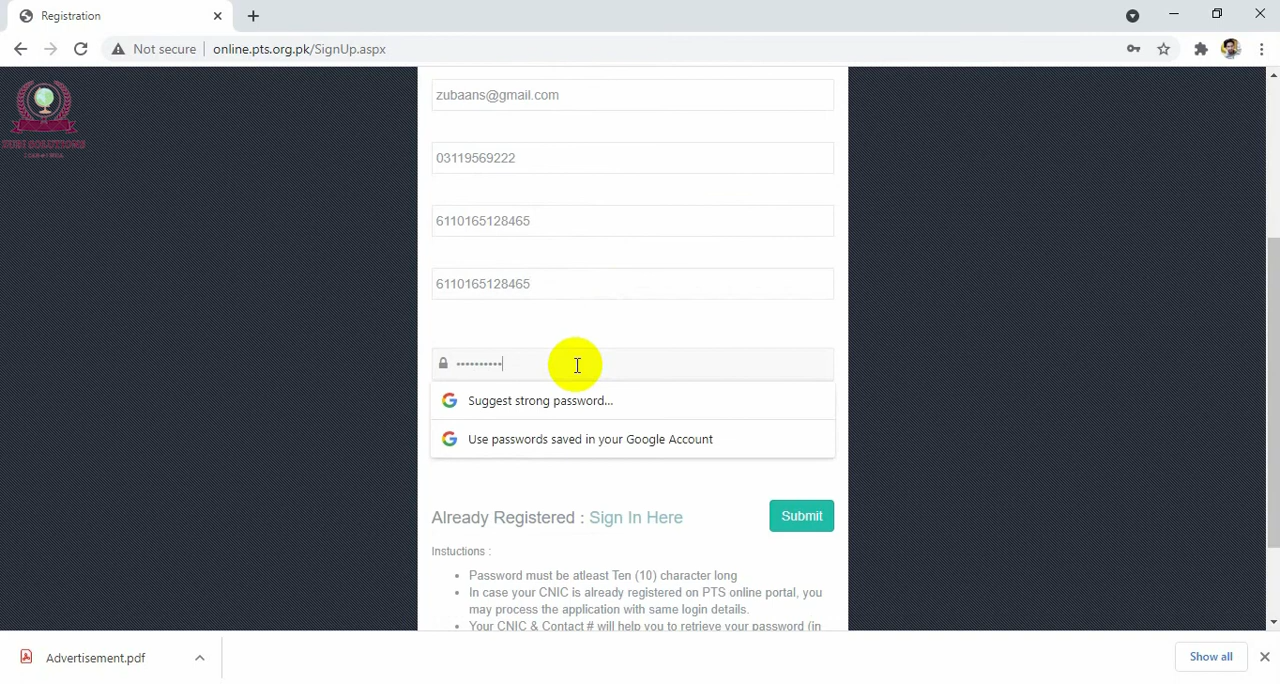 Registration
Not secure
online.pts.org.pk/SignUp.aspx
zubaans@gmail.com
03119569222
6110165128465
6110165128465
••••••••••
Suggest strong password...
Use passwords saved in your Google Account
Already Registered : Sign In Here
Submit
Instuctions :
• Password must be atleast Ten (10) character long
• In case your CNIC is already registered on PTS online portal, you
may process the application with same login details.
• Your CNIC & Contact # will help you to retrieve your password (in
Advertisement.pdf
Show all